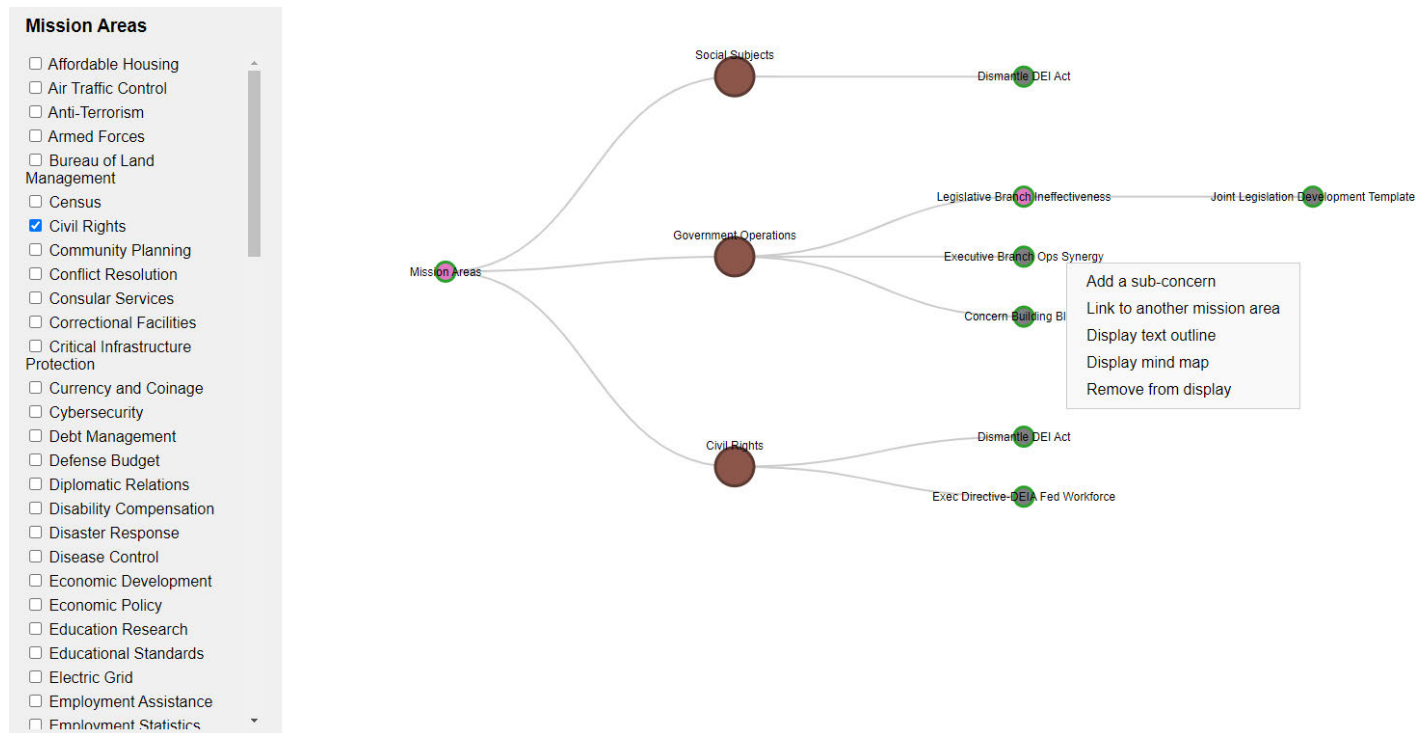 Mission Areas
Affordable Housing
Air Traffic Control
Anti-Terrorism
Armed Forces
Bureau of Land
Management
Census
Civil Rights
Community Planning
Conflict Resolution
Consular Services
Correctional Facilities
Critical Infrastructure
Protection
Currency and Coinage
Cybersecurity
Debt Management
Defense Budget
Diplomatic Relations
Disability Compensation
Disaster Response
Disease Control
Economic Development
Economic Policy
Education Research
Educational Standards
Electric Grid
Employment Assistance
Employment Statistics
Mission Areas
Social Subjects
Dismantle DEI Act
Government Operations
Legislative Branch Ineffectiveness
Joint Legislation Development Template
Executive Branch Ops Synergy
Concern Building Bl
Civil Rights
Dismantle DEI Act
Exec Directive-DEIA Fed Workforce
Add a sub-concern
Link to another mission area
Display text outline
Display mind map
Remove from display